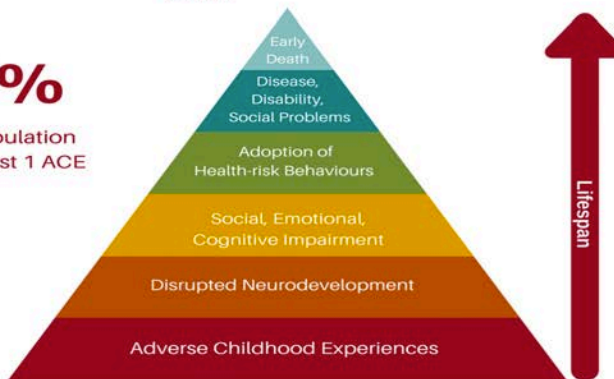 %
st 1 ACE
Early
Death
Disease,
Disability,
Social Problems
Adoption of
Health-risk Behaviours
Social, Emotional,
Cognitive Impairment
Disrupted Neurodevelopment
Adverse Childhood Experiences
Lifespan